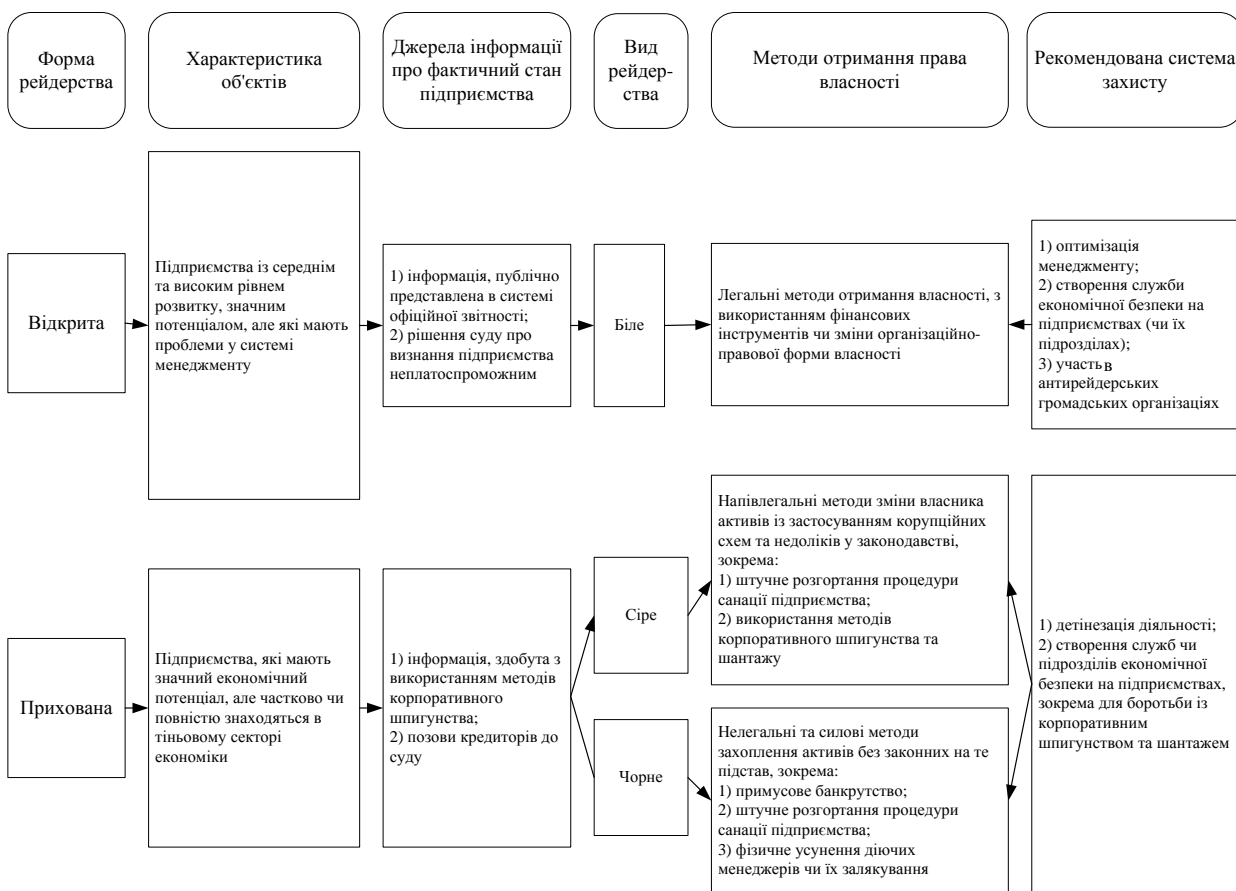 Форма
рейдерства
Характеристика
об'єктів
Джерела інформації
про фактичний стан
підприємства
Вид
рейдер-
ства
Методи отримання права
власності
Рекомендована система
захисту
Відкрита
Підприємства із середнім
та високим рівнем
розвитку, значним
потенціалом, але які мають
проблеми у системі
менеджменту
1) інформація, публічно
представлена в системі
офіційної звітності;
2) рішення суду про
визнання підприємства
неплатоспроможним
Біле
Легальні методи отримання власності, з
використанням фінансових
інструментів чи зміни організаційно-
правової форми власності
1) оптимізація
менеджменту;
2) створення служби
економічної безпеки на
підприємствах (чи їх
підрозділах);
3) участь в
антирейдерських
громадських організаціях
Прихована
Підприємства, які мають
значний економічний
потенціал, але частково чи
повністю знаходяться в
тіньовому секторі
економіки
1) інформація, здобута з
використанням методів
корпоративного
шпигунства;
2) позови кредиторів до
суду
Сіре
Напівлегальні методи зміни власника
активів із застосуванням корупційних
схем та недоліків у законодавстві,
зокрема:
1) штучне розгортання процедури
санації підприємства;
2) використання методів
корпоративного шпигунства та
шантажу
Чорне
Нелегальні та силові методи
захоплення активів без законних на те
підстав, зокрема:
1) примусове банкрутство;
2) штучне розгортання процедури
санації підприємства;
3) фізичне усунення діючих
менеджерів чи їх залякування
1) детінезація діяльності;
2) створення служб чи
підрозділів економічної
безпеки на підприємствах,
зокрема для боротьби із
корпоративним
шпигунством та шантажем